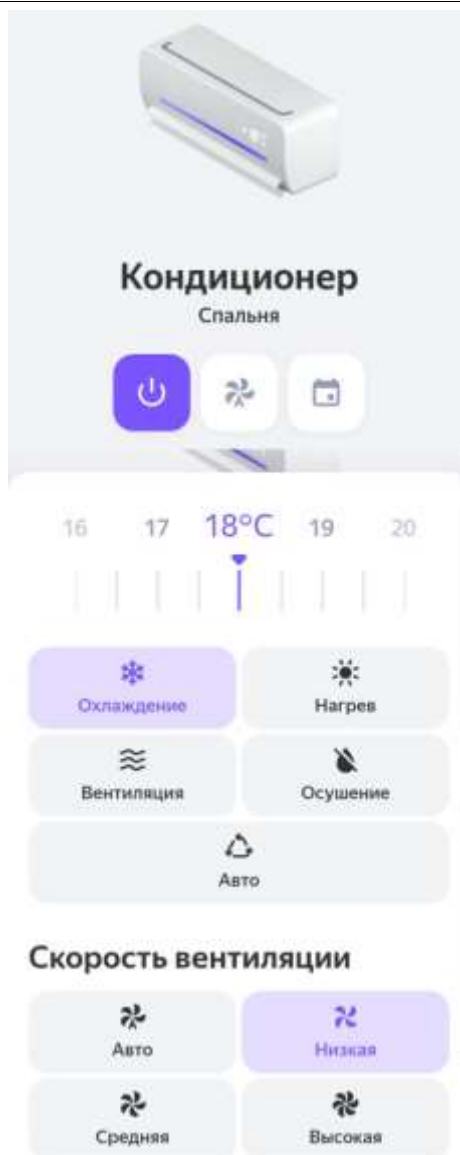 Кондиционер
Спальня
16 17 18°C 19 20
Охлаждение Нагрев
Вентиляция Осушение
Авто
Скорость вентиляции
Авто Низкая
Средняя Высокая